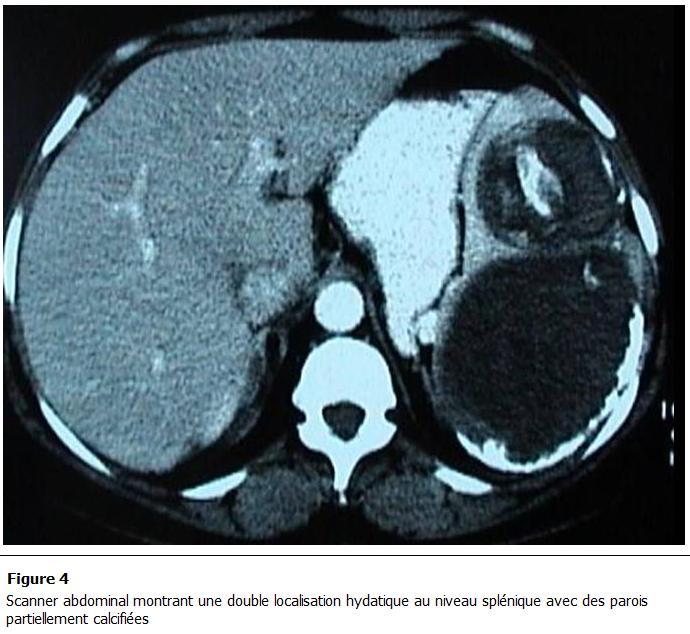 Figure 4
Scanner abdominal montrant une double localisation hydatique au niveau splénique avec des parois
partiellement calcifiées